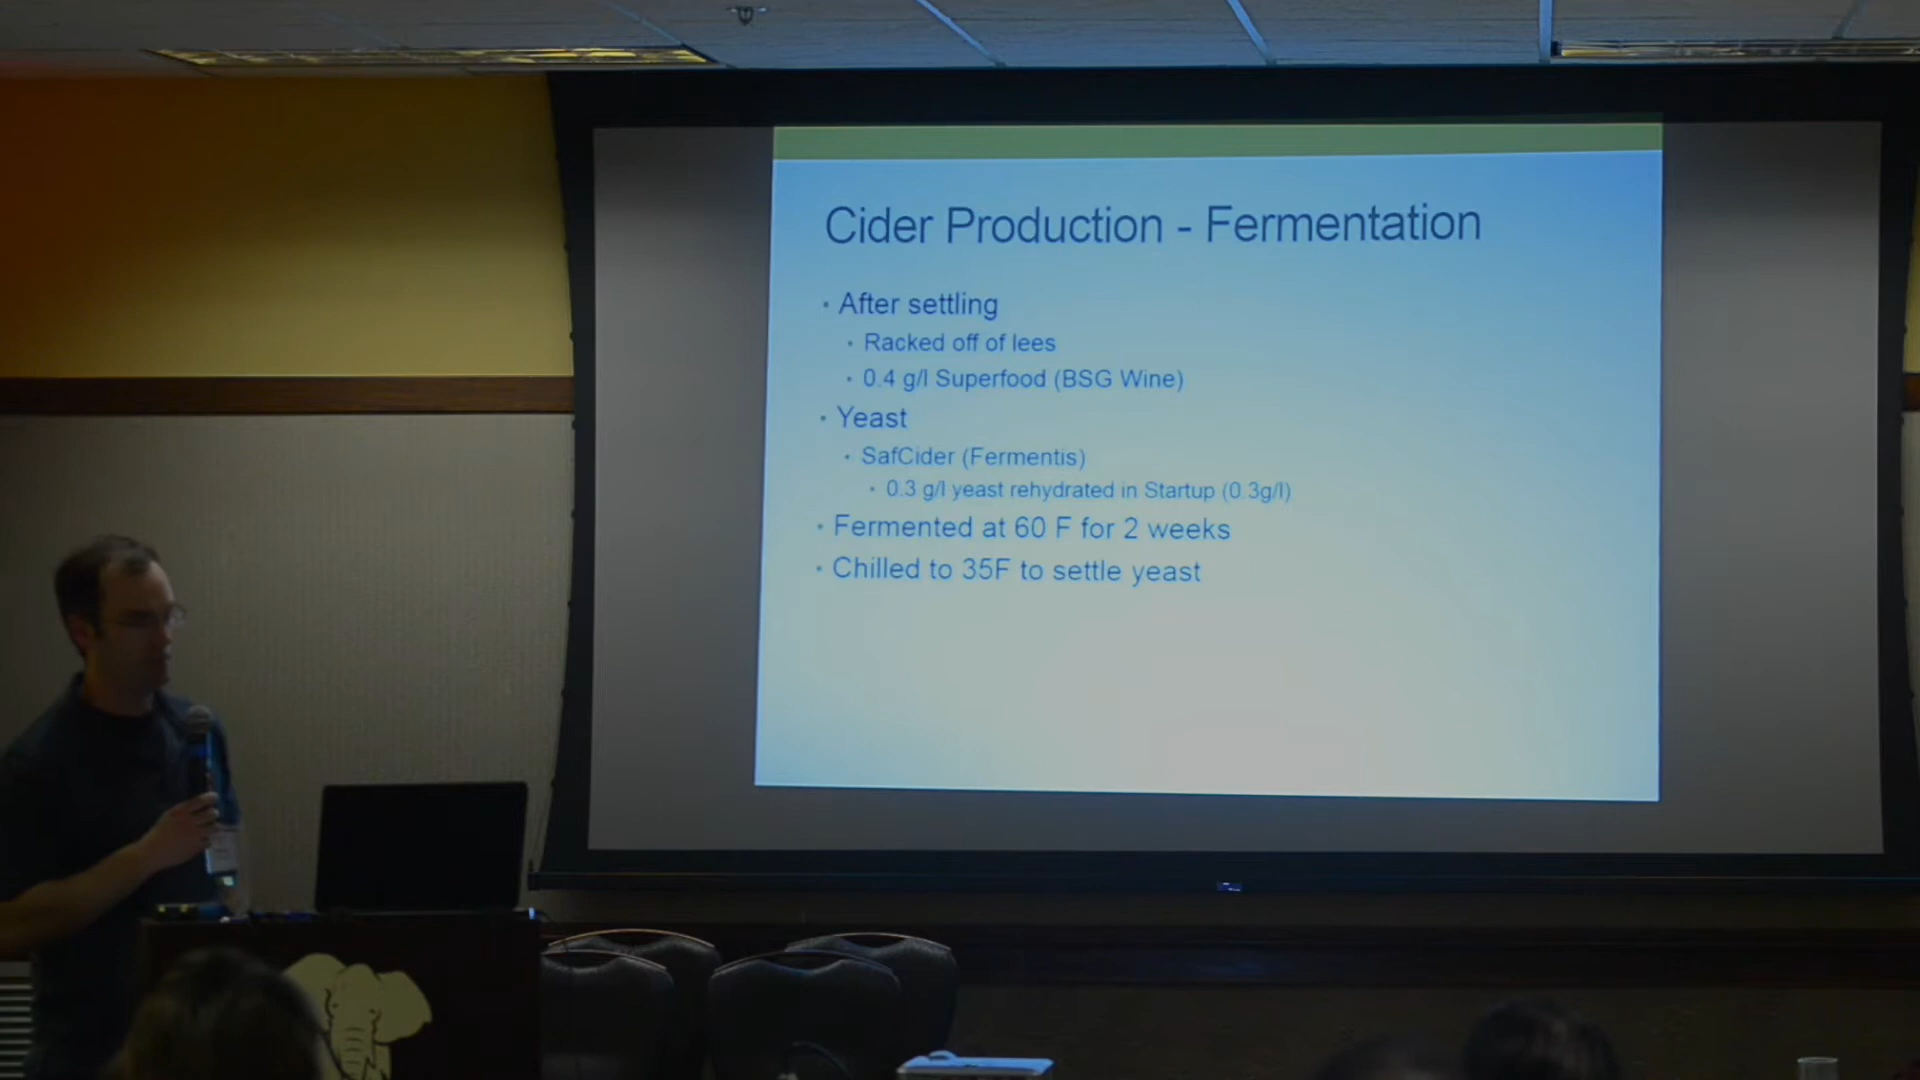 Cider Production - Fermentation
After settling
Racked off of lees
0.4 g/l Superfood (BSG Wine)
Yeast
SafCider (Fermentis)
0.3 g/l yeast rehydrated in Startup (0.3g/l)
Fermented at 60 F for 2 weeks
Chilled to 35F to settle yeast